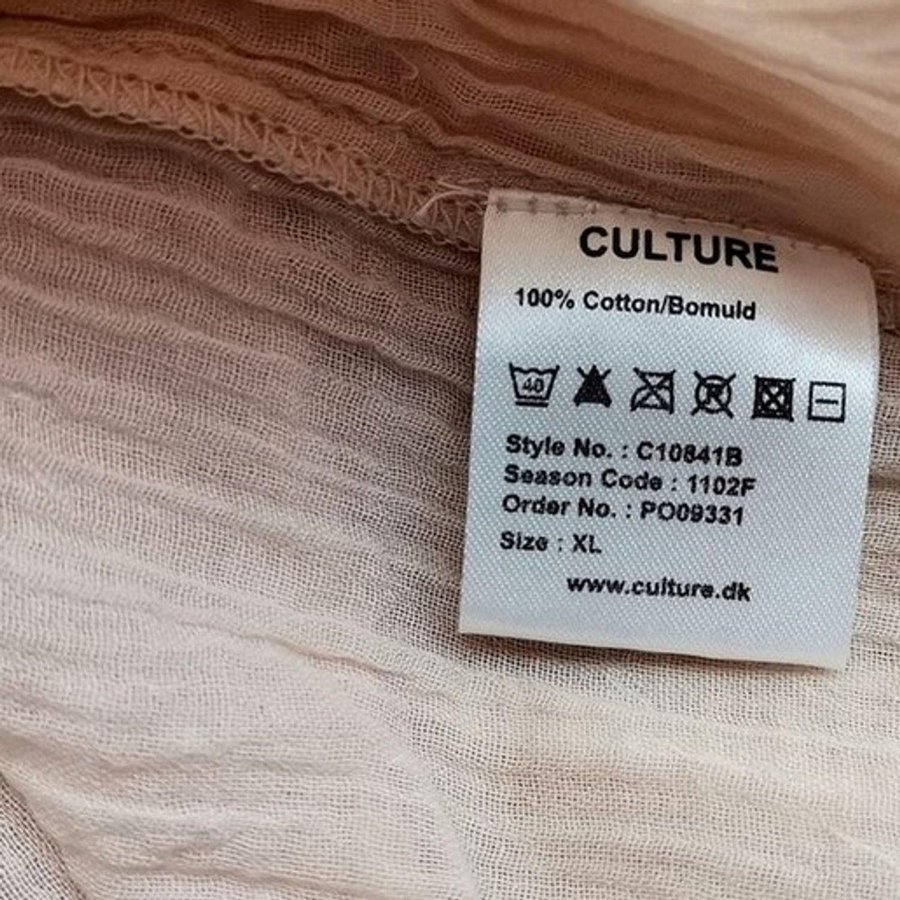 CULTURE
100% Cotton/Bomuld
40
Style No. : C10841B
Season Code : 1102F
Order No. : PO09331
Size : XL
www.culture.dk